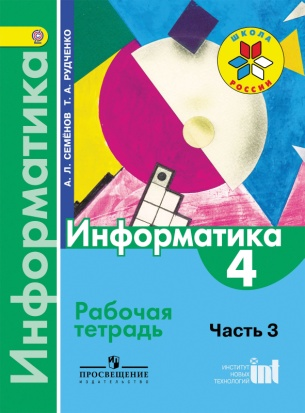 Информатика
А. Л. СЕМЁНОВ Т. А. РУДЧЕНКО
ШКОЛА
РОССИИ
Информатика
4
Рабочая
тетрадь
Часть 3
ПРОСВЕЩЕНИЕ
ИЗДАТЕЛЬСТВО
ИНСТИТУТ
НОВЫХ
ТЕХНОЛОГИЙ
int